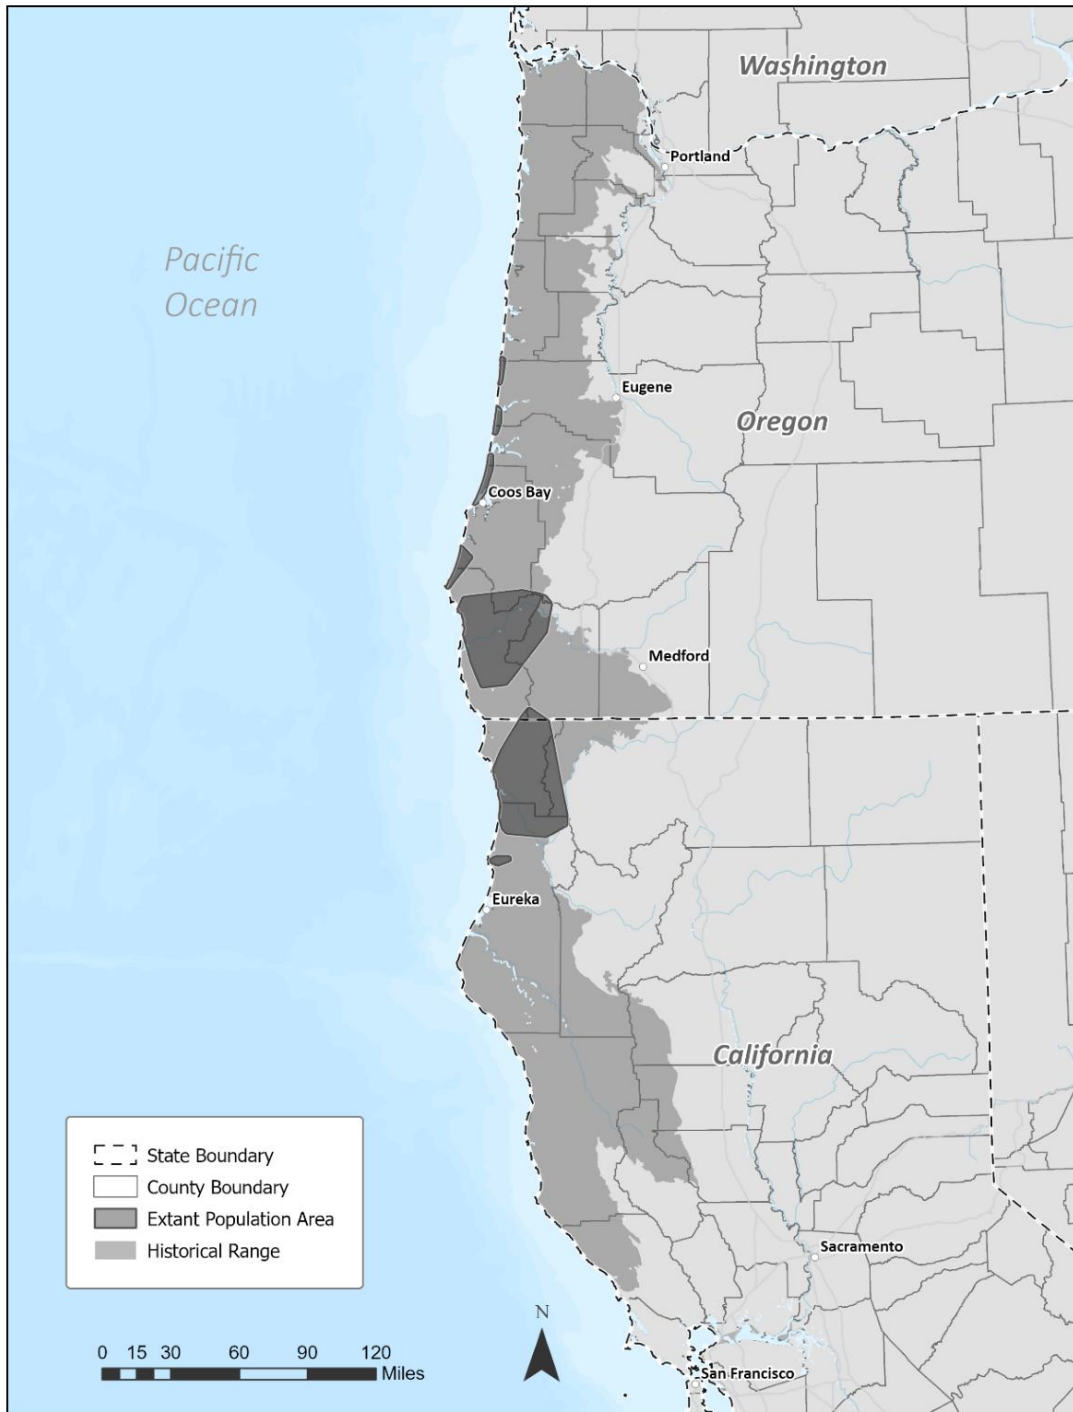 Washington
Portland
Pacific
Ocean
Eugene
Oregon
Coos Bay
Medford
Eureka
California
State Boundary
County Boundary
Extant Population Area
Historical Range
Sacramento
N
0 15 30 60 90 120
Miles
San Francisco